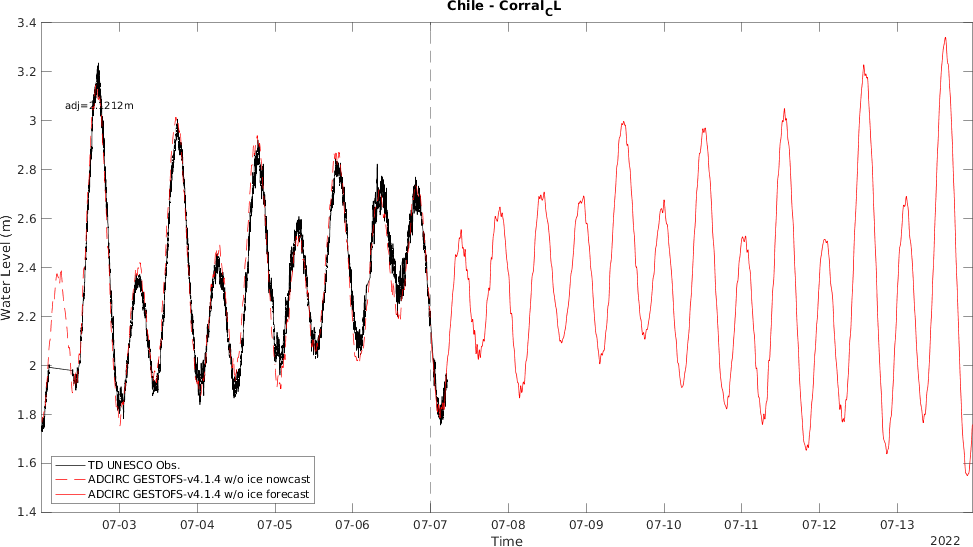 Chile - Corral_CL
3.4
3.2
3
2.8
2.6
2.4
2.2
2
1.8
1.6
1.4
Water Level (m)
adj=2.1212m
TD UNESCO Obs.
ADCIRC GESTOFS-v4.1.4 w/o ice nowcast
ADCIRC GESTOFS-v4.1.4 w/o ice forecast
07-03 07-04 07-05 07-06 07-07 07-08 07-09 07-10 07-11 07-12 07-13
Time
2022